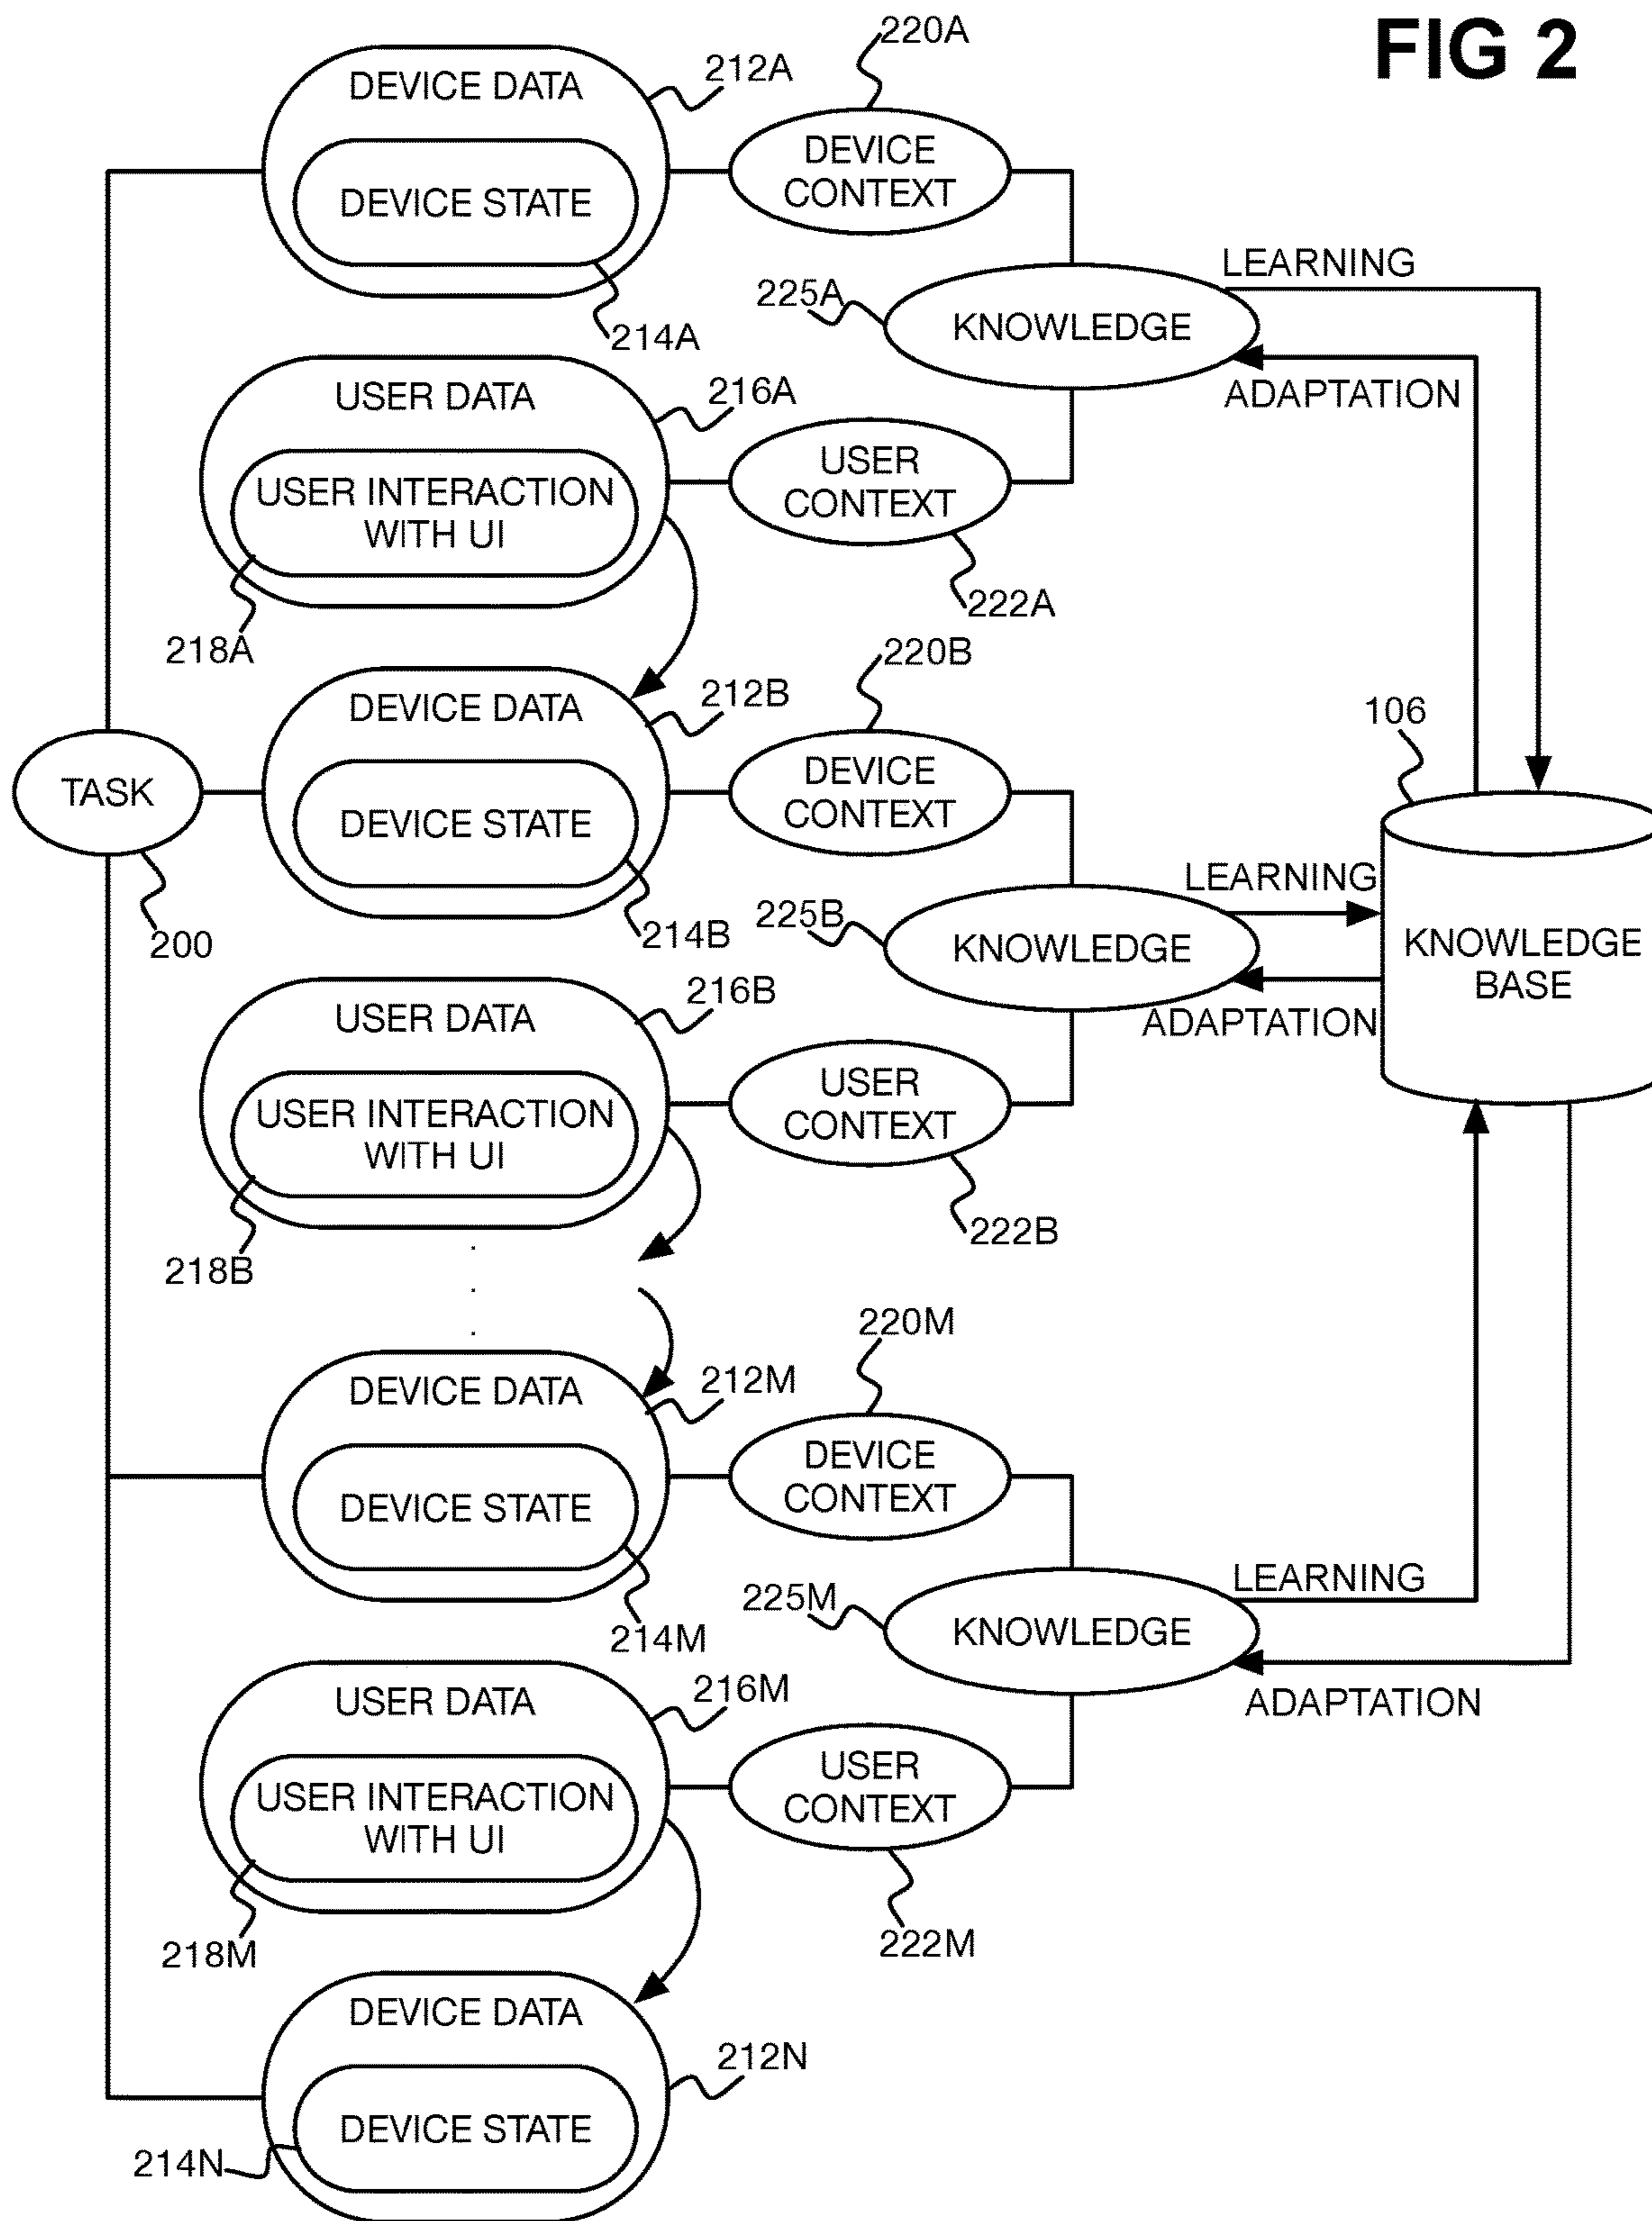 FIG 2
220A
212A
DEVICE DATA
DEVICE
CONTEXT
DEVICE STATE
LEARNING
225A
KNOWLEDGE
214A
ADAPTATION
216A
USER DATA
USER
CONTEXT
USER INTERACTION
WITH UI
222A
218A
220B
212B
DEVICE DATA
106
DEVICE
CONTEXT
TASK
DEVICE STATE
LEARNING
225B
214B
200
KNOWLEDGE
KNOWLEDGE
BASE
216B
USER DATA
ADAPTATION
USER
CONTEXT
USER INTERACTION
WITH UI
222B
218B
220M
212M
DEVICE DATA
DEVICE
CONTEXT
DEVICE STATE
LEARNING
225M
KNOWLEDGE
214M
216M
USER DATA
ADAPTATION
USER
CONTEXT
USER INTERACTION
WITH UI
222M
218M
DEVICE DATA
212N
DEVICE STATE
214N